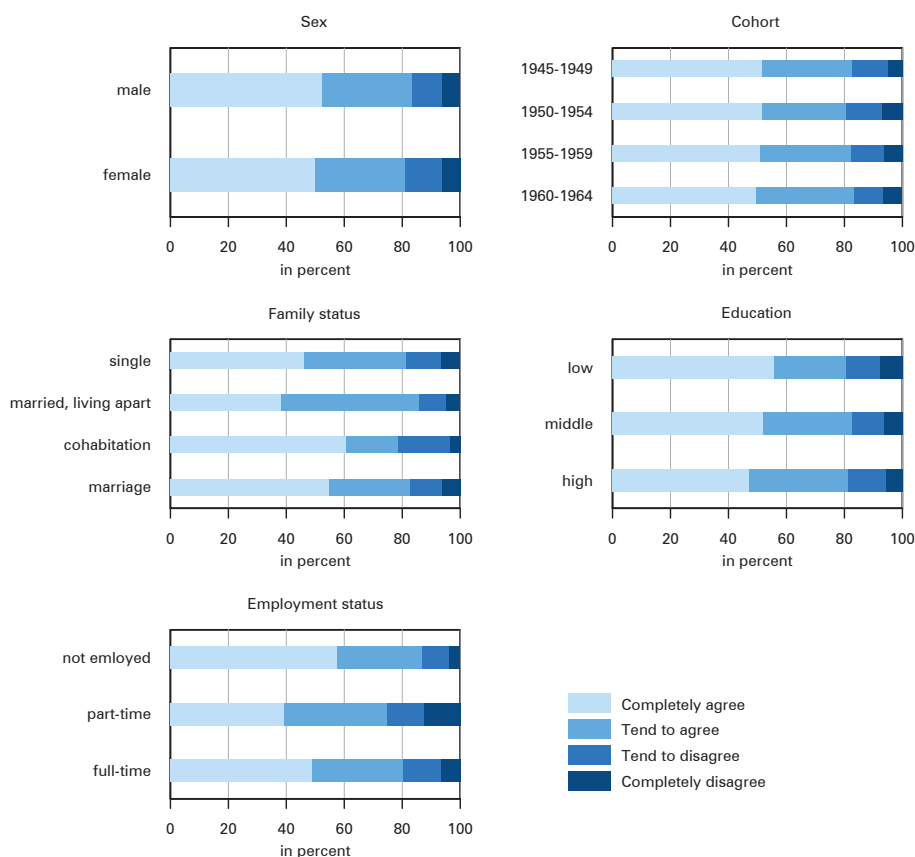 Sex
male
female
0 20 40 60 80 100
in percent
Cohort
1945-1949
1950-1954
1955-1959
1960-1964
0 20 40 60 80 100
in percent
Family status
single
married, living apart
cohabitation
marriage
0 20 40 60 80 100
in percent
Education
low
middle
high
0 20 40 60 80 100
in percent
Employment status
not emloyed
part-time
full-time
0 20 40 60 80 100
in percent
Completely agree
Tend to agree
Tend to disagree
Completely disagree